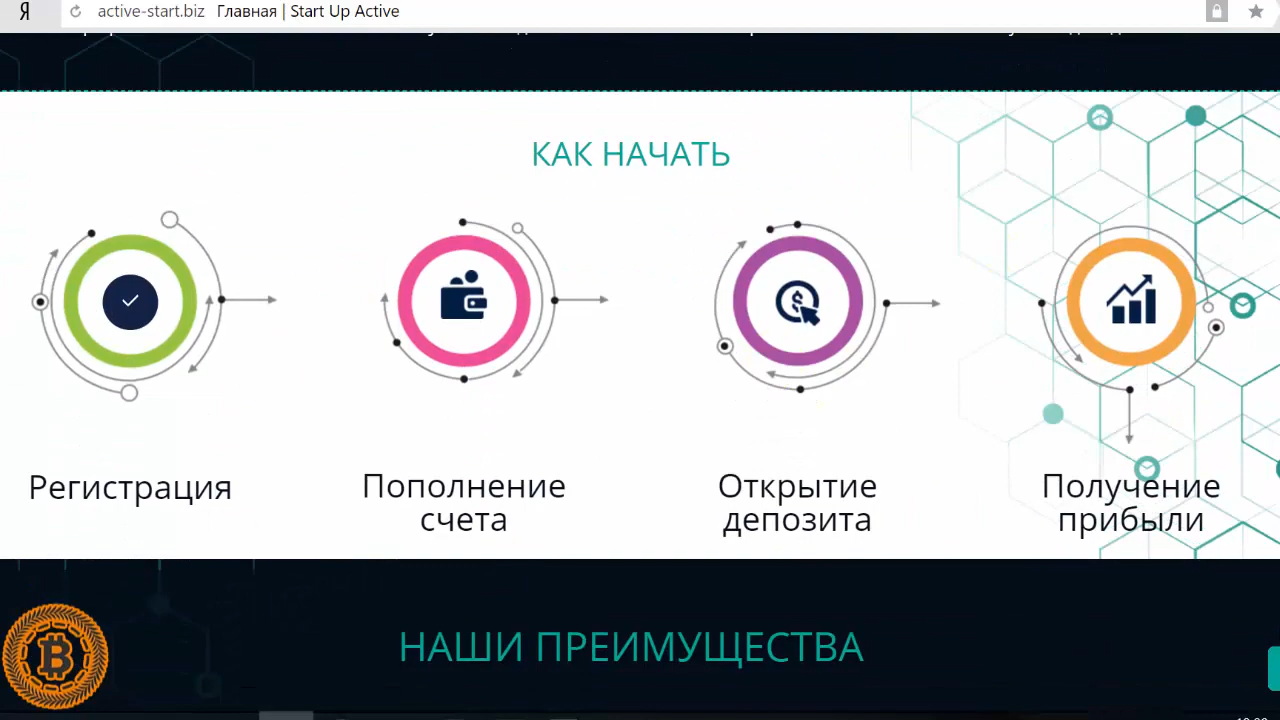 Я active-start.biz Главная | Start Up Active
КАК НАЧАТЬ
Регистрация
Пополнение
счета
Открытие
депозита
Получение
прибыли
НАШИ ПРЕИМУЩЕСТВА